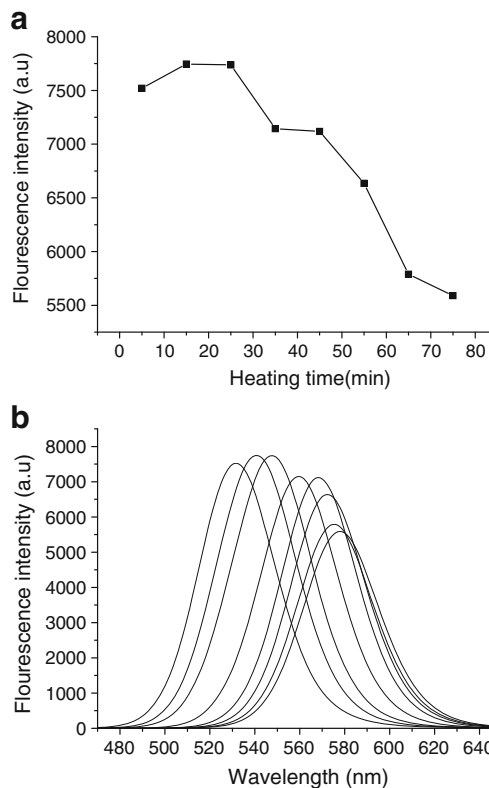 a
8000
7500
7000
6500
6000
5500
Flourescence intensity (a.u)
0 10 20 30 40 50 60 70 80
Heating time(min)
b
8000
7000
6000
5000
4000
3000
2000
1000
0
Flourescence intensity (a.u)
480 500 520 540 560 580 600 620 640
Wavelength (nm)